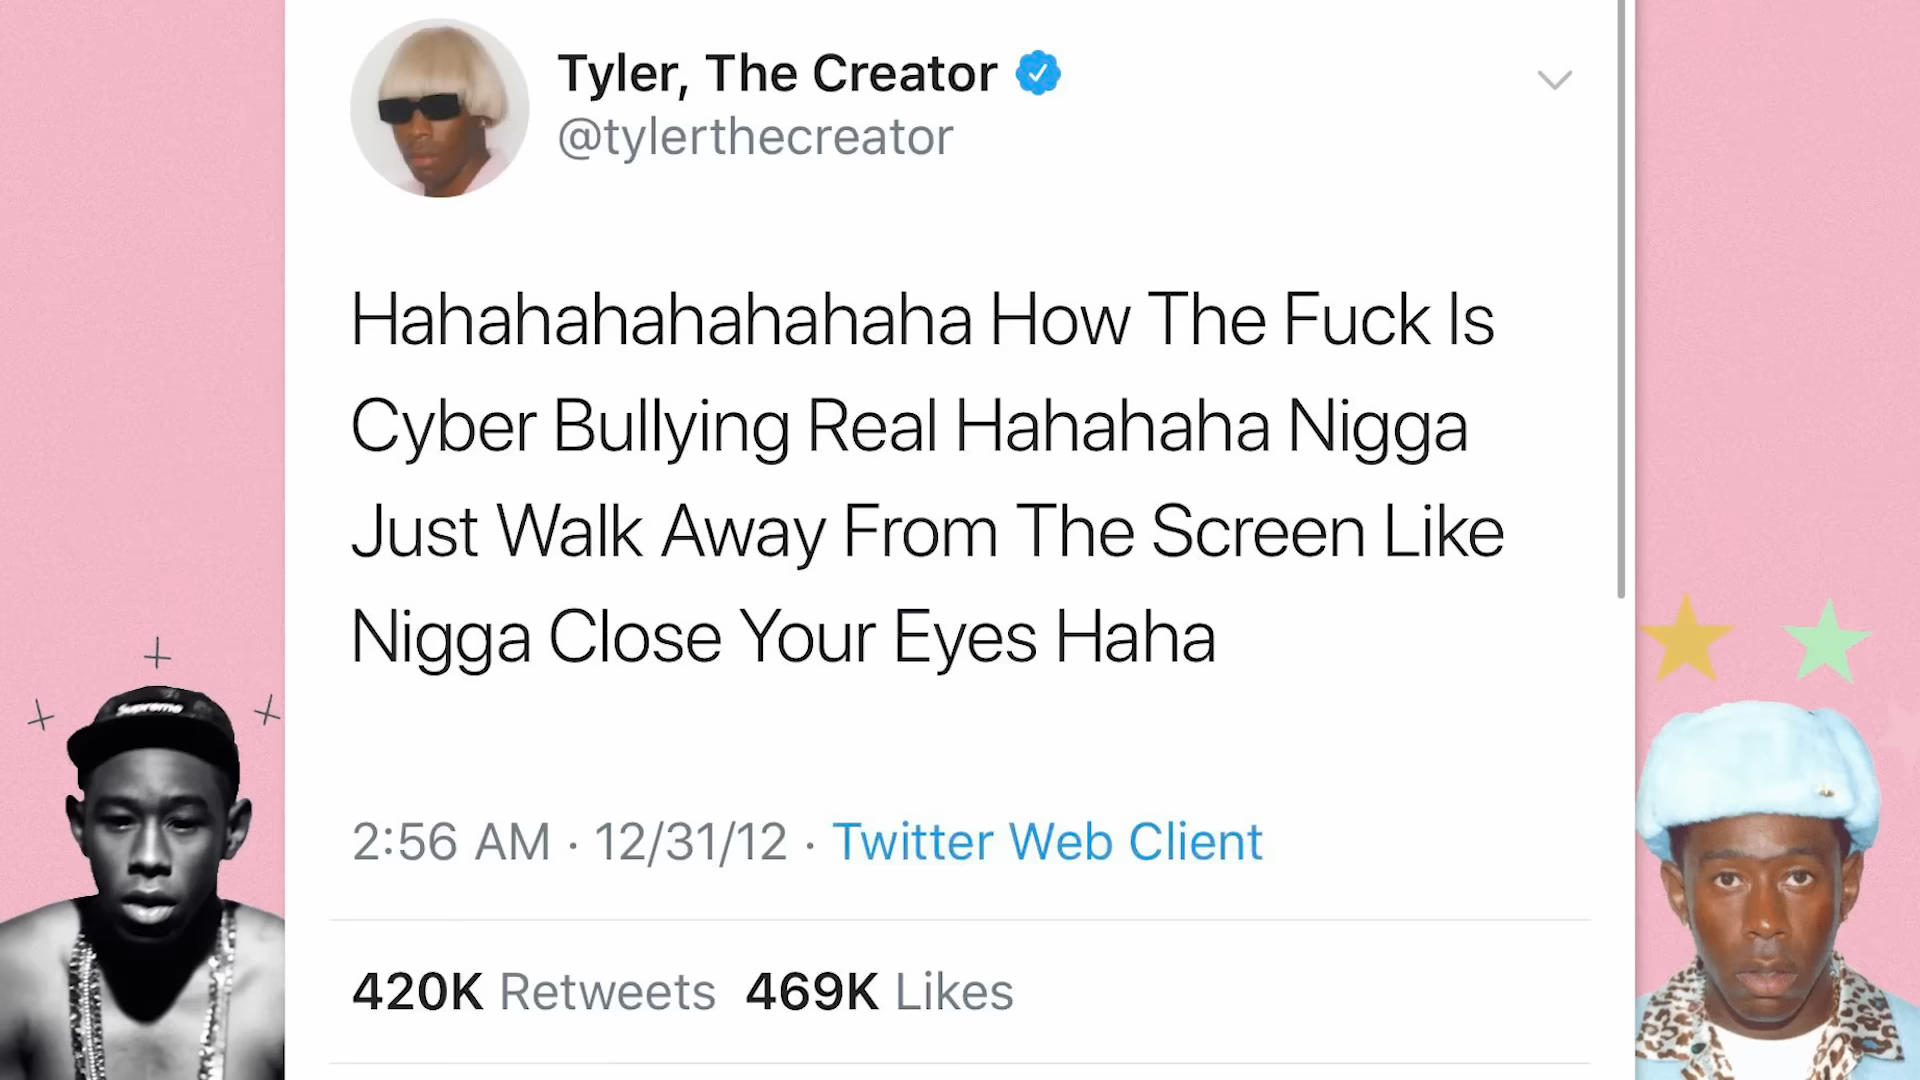 Tyler, The Creator
@tylerthecreator
Hahahahahahahaha How The Fuck Is
Cyber Bullying Real Hahahaha Nigga
Just Walk Away From The Screen Like
Nigga Close Your Eyes Haha
2:56 AM · 12/31/12 · Twitter Web Client
420K Retweets 469K Likes
Supreme